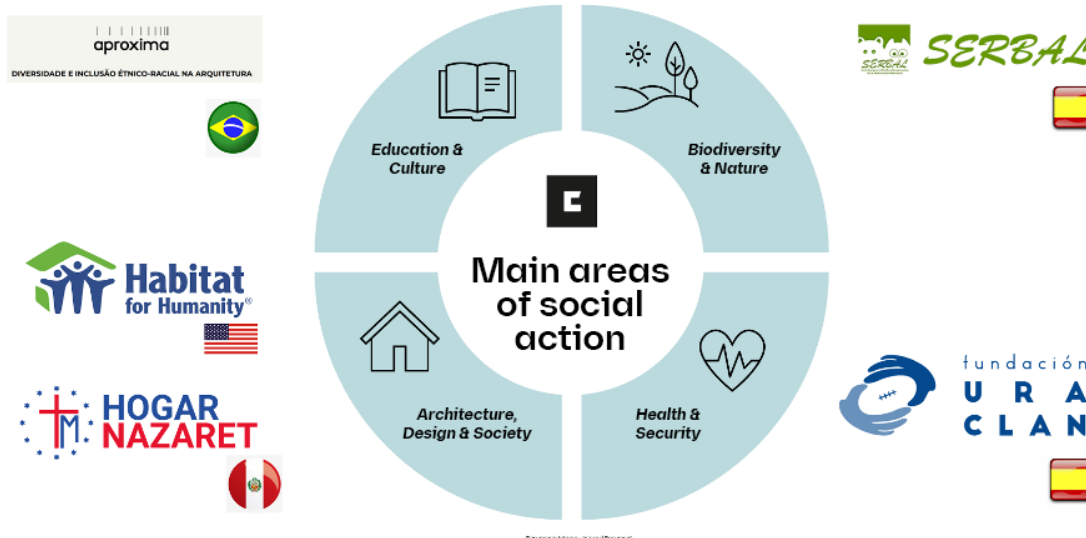 aproxima
DIVERSIDADE E INCLUSÃO ÉTNICO-RACIAL NA ARQUITETURA
SERBAL
SERBAL
Education &
Culture
Biodiversity
& Nature
Main areas
of social
action
Habitat
for Humanity®
HOGAR
NAZARET
M
Architecture,
Design & Society
Health &
Security
fundación
URA
CLAN